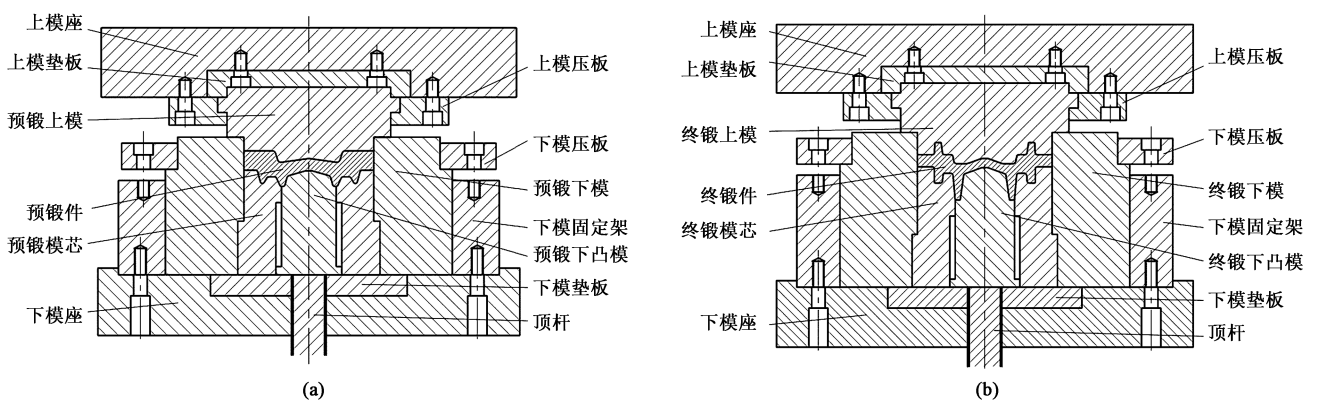 上模座
上模垫板
预锻上模
预锻件
预锻模芯
下模座
上模压板
下模压板
预锻下模
下模固定架
预锻下凸模
下模垫板
顶杆
(a)
上模座
上模垫板
终锻上模
终锻件
终锻模芯
下模座
上模压板
下模压板
终锻下模
下模固定架
终锻下凸模
下模垫板
顶杆
(b)